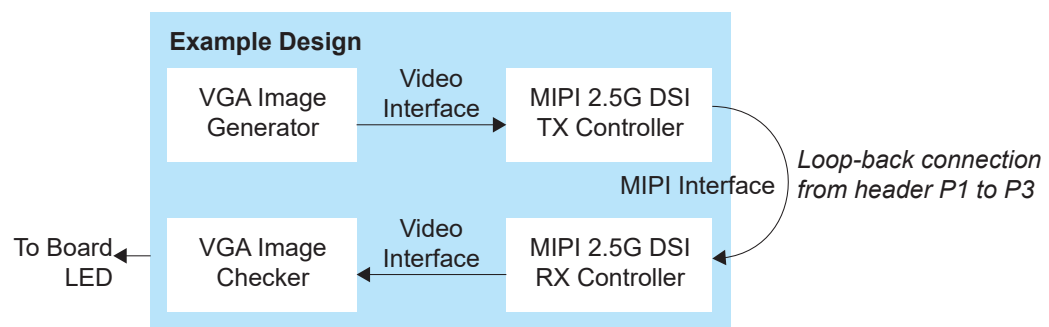 Example Design
VGA Image
Generator
Video
Interface
MIPI 2.5G DSI
TX Controller
Loop-back connection
from header P1 to P3
MIPI Interface
To Board
LED
VGA Image
Checker
Video
Interface
MIPI 2.5G DSI
RX Controller